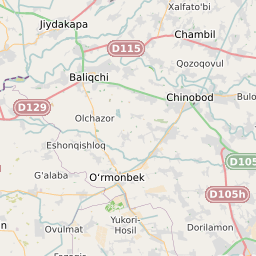 Xalfato'bi
Jiydakapa
Chambil
D115
Qozoqovul
Baliqchi
Chinobod
Bulo
D129
Olchazor
Eshonqishloq
D105
G'alaba
O'rmonbek
D105h
Yukori-
Hosil
Ovulmat
Dorilamon